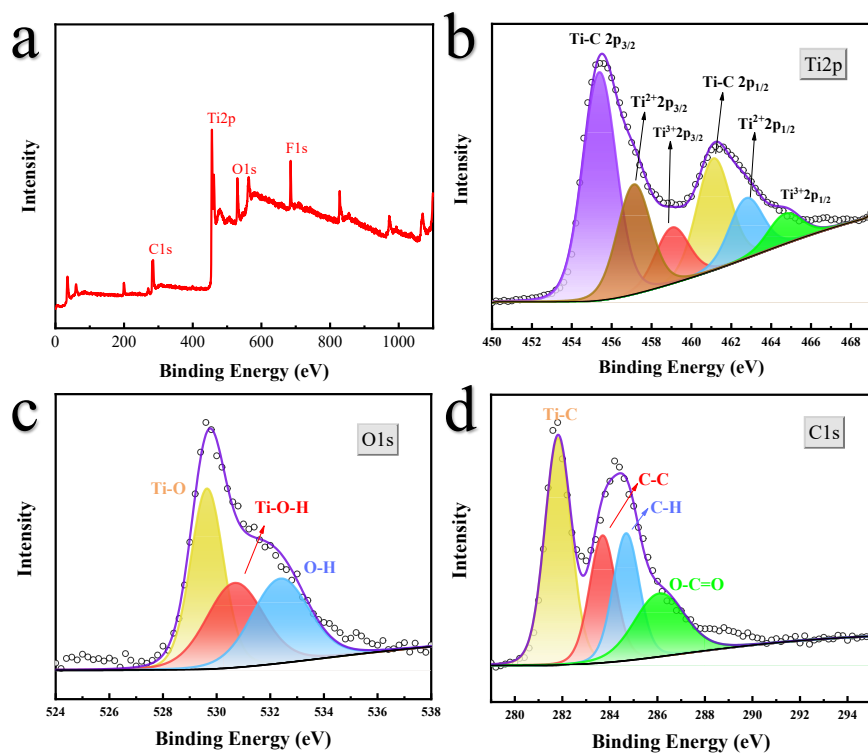 a
Ti2p
O1s
F1s
C1s
Intensity
0 200 400 600 800 1000
Binding Energy (eV)
b
Ti-C 2p3/2
Ti2p
Ti-C 2p1/2
Ti2+2p3/2
Ti2+2p1/2
Ti3+2p3/2
Ti3+2p1/2
Intensity
450 452 454 456 458 460 462 464 466 468
Binding Energy (eV)
c
O1s
Ti-O
Ti-O-H
O-H
Intensity
524 526 528 530 532 534 536 538
Binding Energy (eV)
d
Ti-C
C1s
C-C
C-H
O-C=O
Intensity
280 282 284 286 288 290 292 294
Binding Energy (eV)